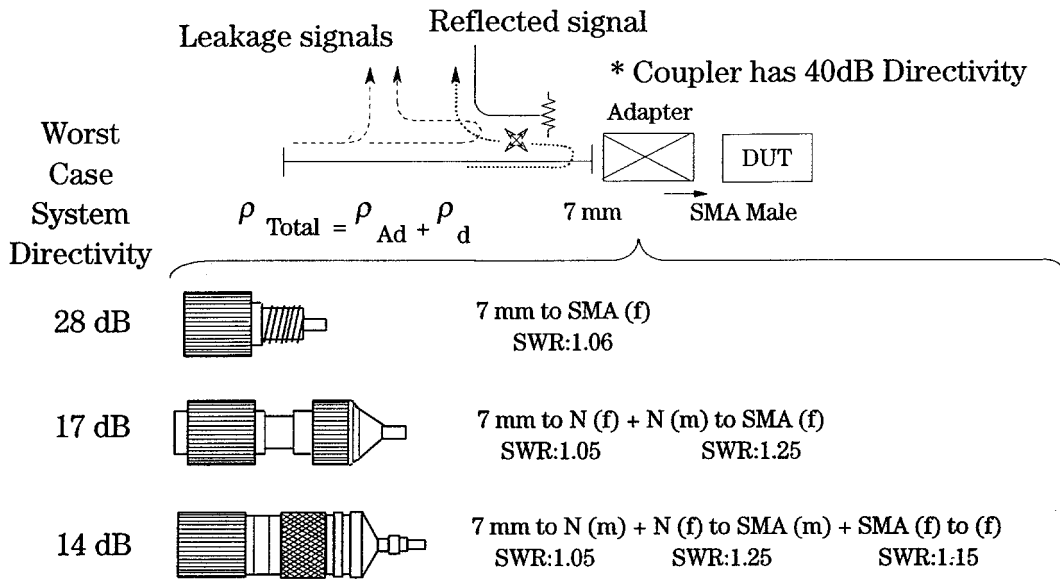 Leakage signals
Reflected signal
* Coupler has 40dB Directivity
Adapter
DUT
Worst
Case
System
Directivity
ρ Total = ρ Ad + ρ d
7 mm
SMA Male
28 dB
7 mm to SMA (f)
SWR:1.06
17 dB
7 mm to N (f) + N (m) to SMA (f)
SWR:1.05 SWR:1.25
14 dB
7 mm to N (m) + N (f) to SMA (m) + SMA (f) to (f)
SWR:1.05 SWR:1.25 SWR:1.15